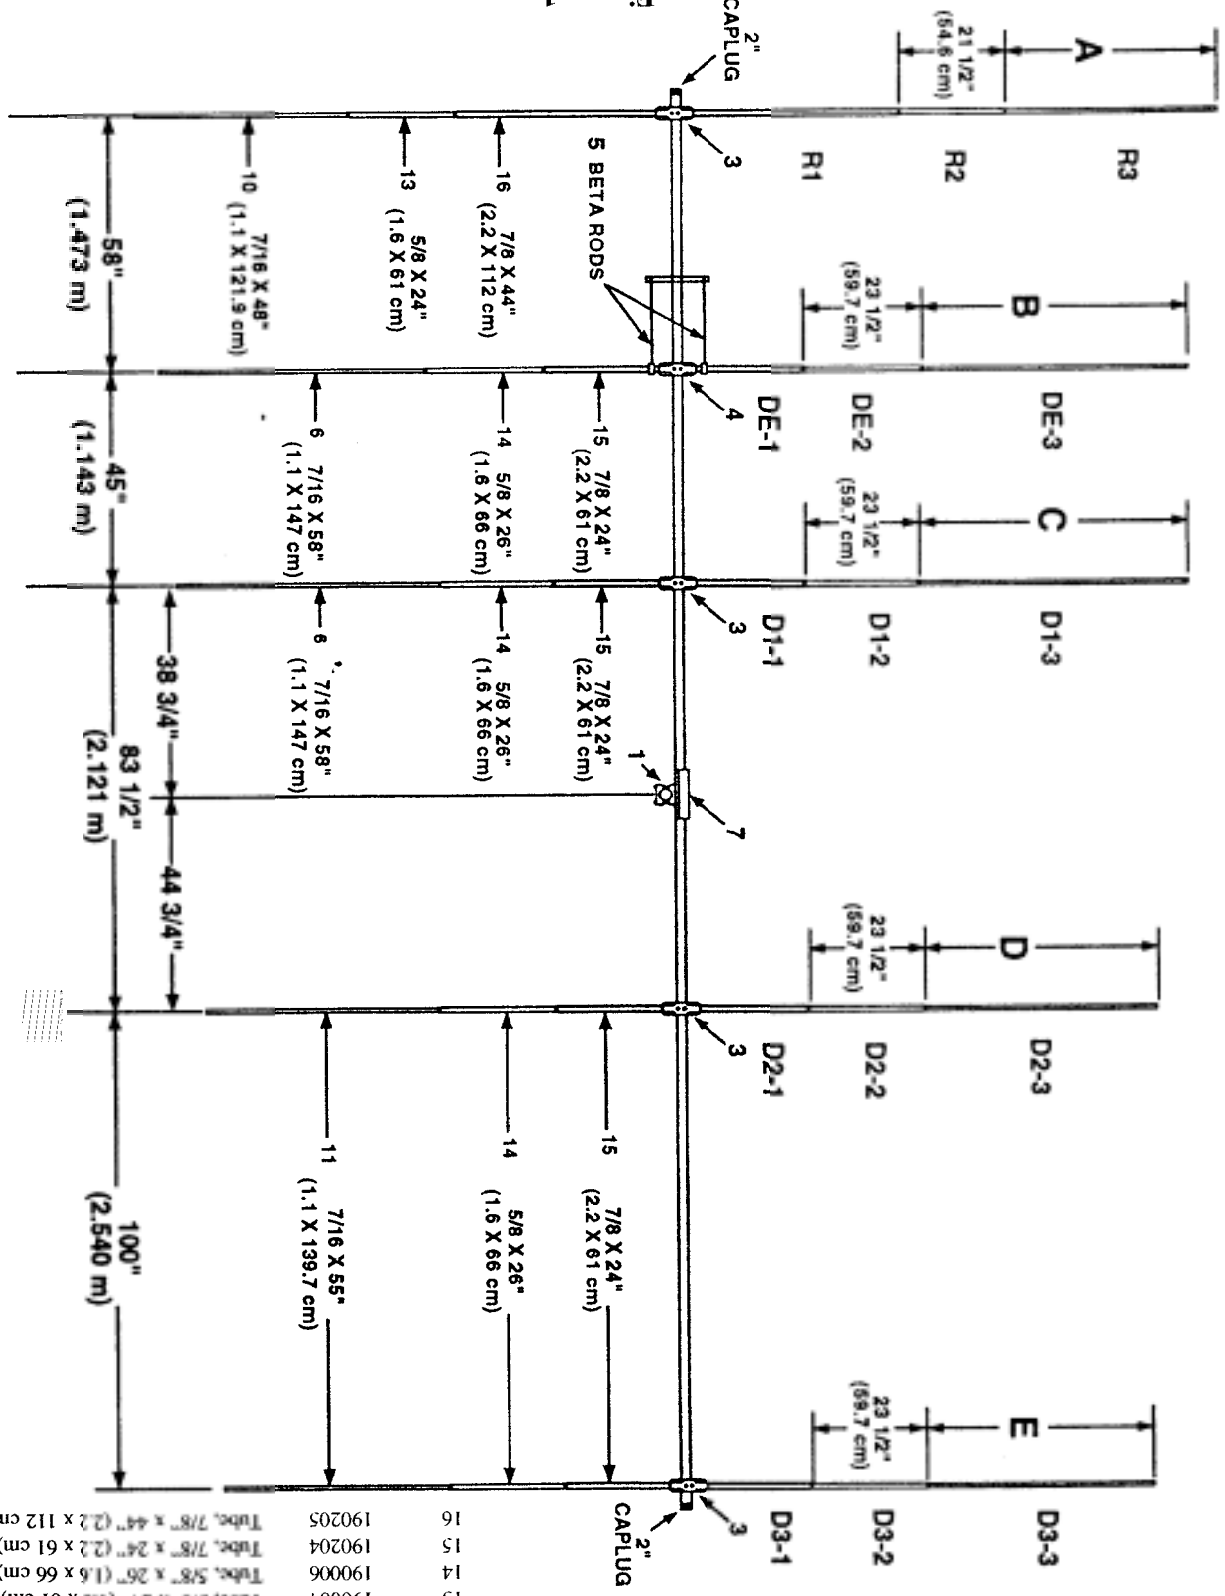 A
21 1/2"
(54.6 cm)
R3
R2
R1
2"
CAPLUG
3
5 BETA RODS
16 7/8 X 44"
(2.2 X 112 cm)
13 5/8 X 24"
(1.6 X 61 cm)
10 7/16 X 48"
(1.1 X 121.9 cm)
58"
(1.473 m)
B
23 1/2"
(59.7 cm)
DE-3
DE-2
DE-1
4
15 7/8 X 24"
(2.2 X 61 cm)
14 5/8 X 26"
(1.6 X 66 cm)
6 7/16 X 58"
(1.1 X 147 cm)
45"
(1.143 m)
C
23 1/2"
(59.7 cm)
D1-3
D1-2
D1-1
3
15 7/8 X 24"
(2.2 X 61 cm)
14 5/8 X 26"
(1.6 X 66 cm)
6 7/16 X 58"
(1.1 X 147 cm)
1
7
38 3/4"
44 3/4"
83 1/2"
(2.121 m)
D
23 1/2"
(59.7 cm)
D2-3
D2-2
D2-1
3
15 7/8 X 24"
(2.2 X 61 cm)
14 5/8 X 26"
(1.6 X 66 cm)
11 7/16 X 55"
(1.1 X 139.7 cm)
100"
(2.540 m)
E
23 1/2"
(59.7 cm)
D3-3
D3-2
D3-1
3
2"
CAPLUG
14 190006 Tube, 5/8" x 26" (1.6 x 66 cm)
15 190204 Tube, 7/8" x 24" (2.2 x 61 cm)
16 190205 Tube, 7/8" x 44" (2.2 x 112 cm